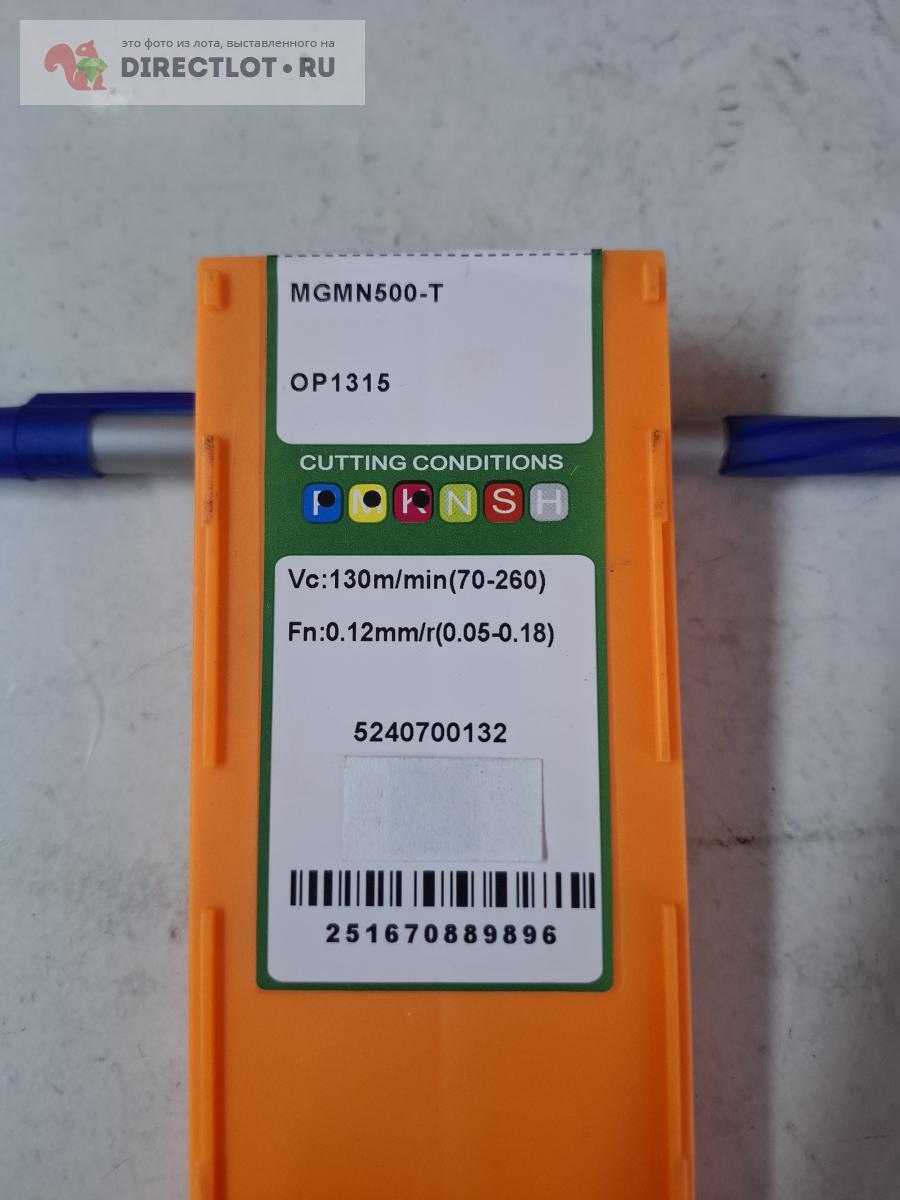 это фото из лота, выставленного на
DIRECTLOT•RU
MGMN500-T
OP1315
CUTTING CONDITIONS
P M K N S H
Vc:130m/min(70-260)
Fn:0.12mm/r(0.05-0.18)
5240700132
251670889896